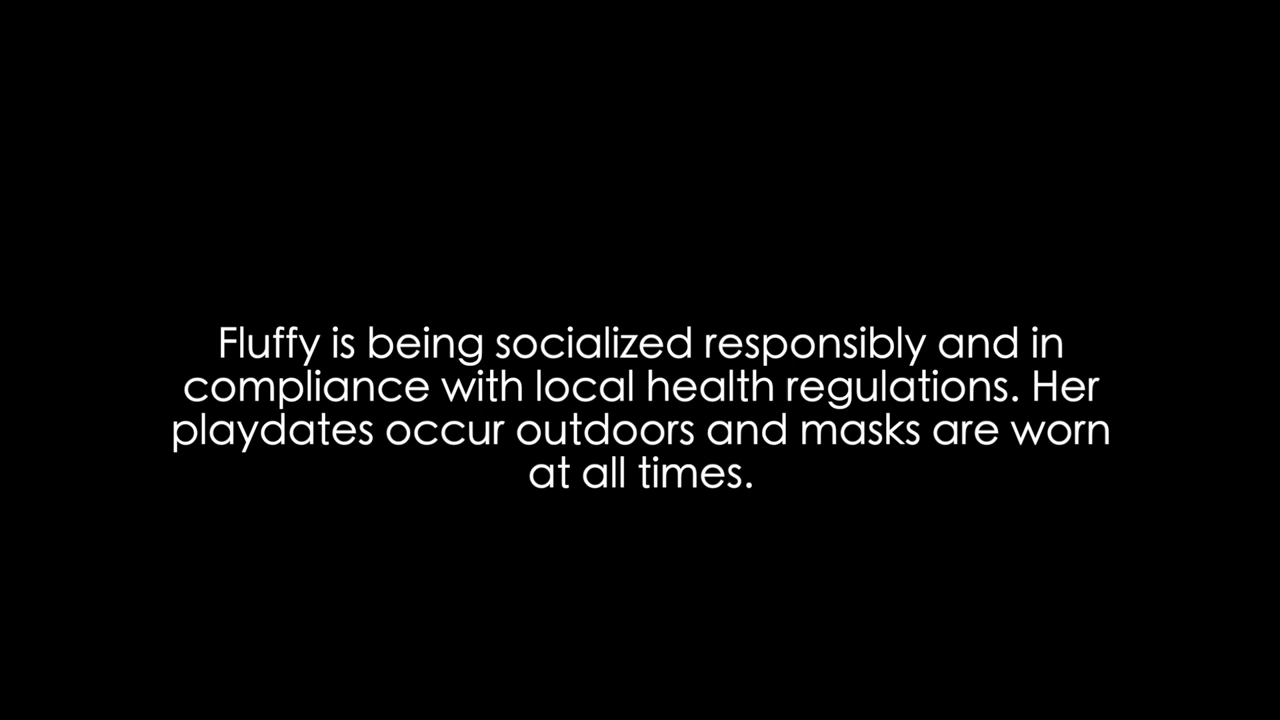 Fluffy is being socialized responsibly and in
compliance with local health regulations. Her
playdates occur outdoors and masks are worn
at all times.